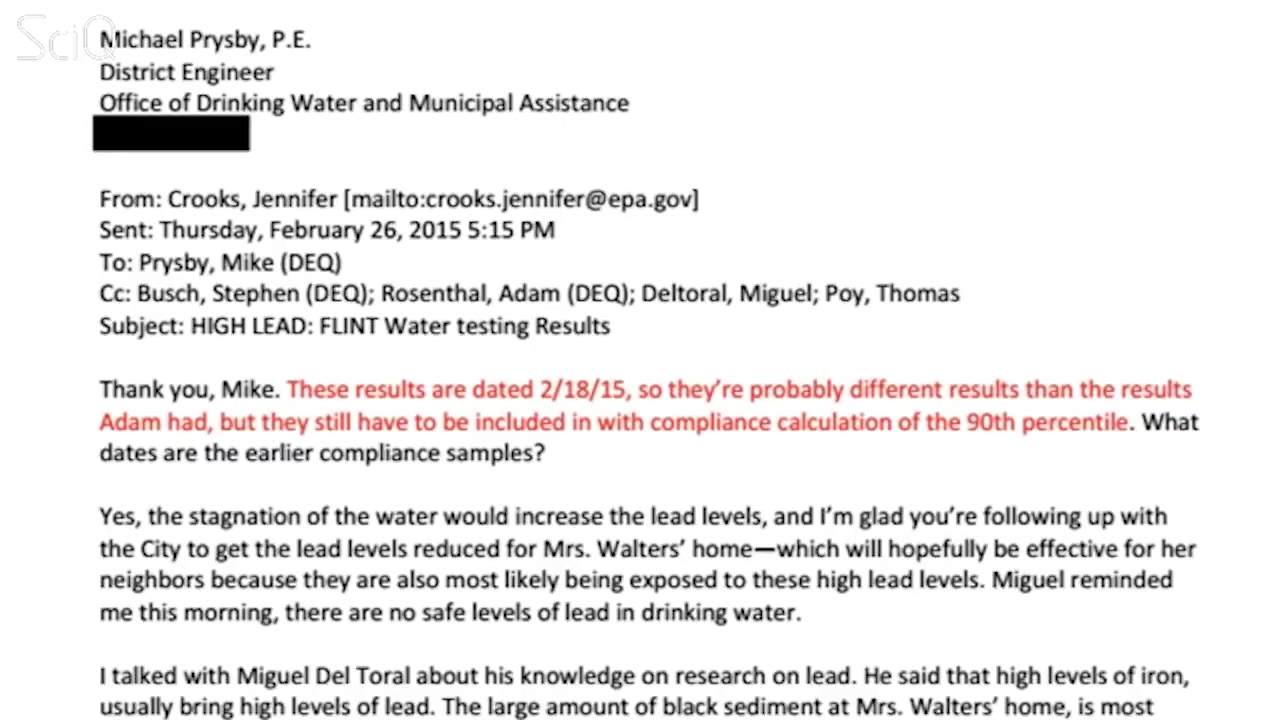 SciQ
Michael Prysby, P.E.
District Engineer
Office of Drinking Water and Municipal Assistance
From: Crooks, Jennifer [mailto:crooks.jennifer@epa.gov]
Sent: Thursday, February 26, 2015 5:15 PM
To: Prysby, Mike (DEQ)
Cc: Busch, Stephen (DEQ); Rosenthal, Adam (DEQ); Deltoral, Miguel; Poy, Thomas
Subject: HIGH LEAD: FLINT Water testing Results
Thank you, Mike. These results are dated 2/18/15, so they're probably different results than the results
Adam had, but they still have to be included in with compliance calculation of the 90th percentile. What
dates are the earlier compliance samples?
Yes, the stagnation of the water would increase the lead levels, and I'm glad you're following up with
the City to get the lead levels reduced for Mrs. Walters' home—which will hopefully be effective for her
neighbors because they are also most likely being exposed to these high lead levels. Miguel reminded
me this morning, there are no safe levels of lead in drinking water.
I talked with Miguel Del Toral about his knowledge on research on lead. He said that high levels of iron,
usually bring high levels of lead. The large amount of black sediment at Mrs. Walters' home, is most